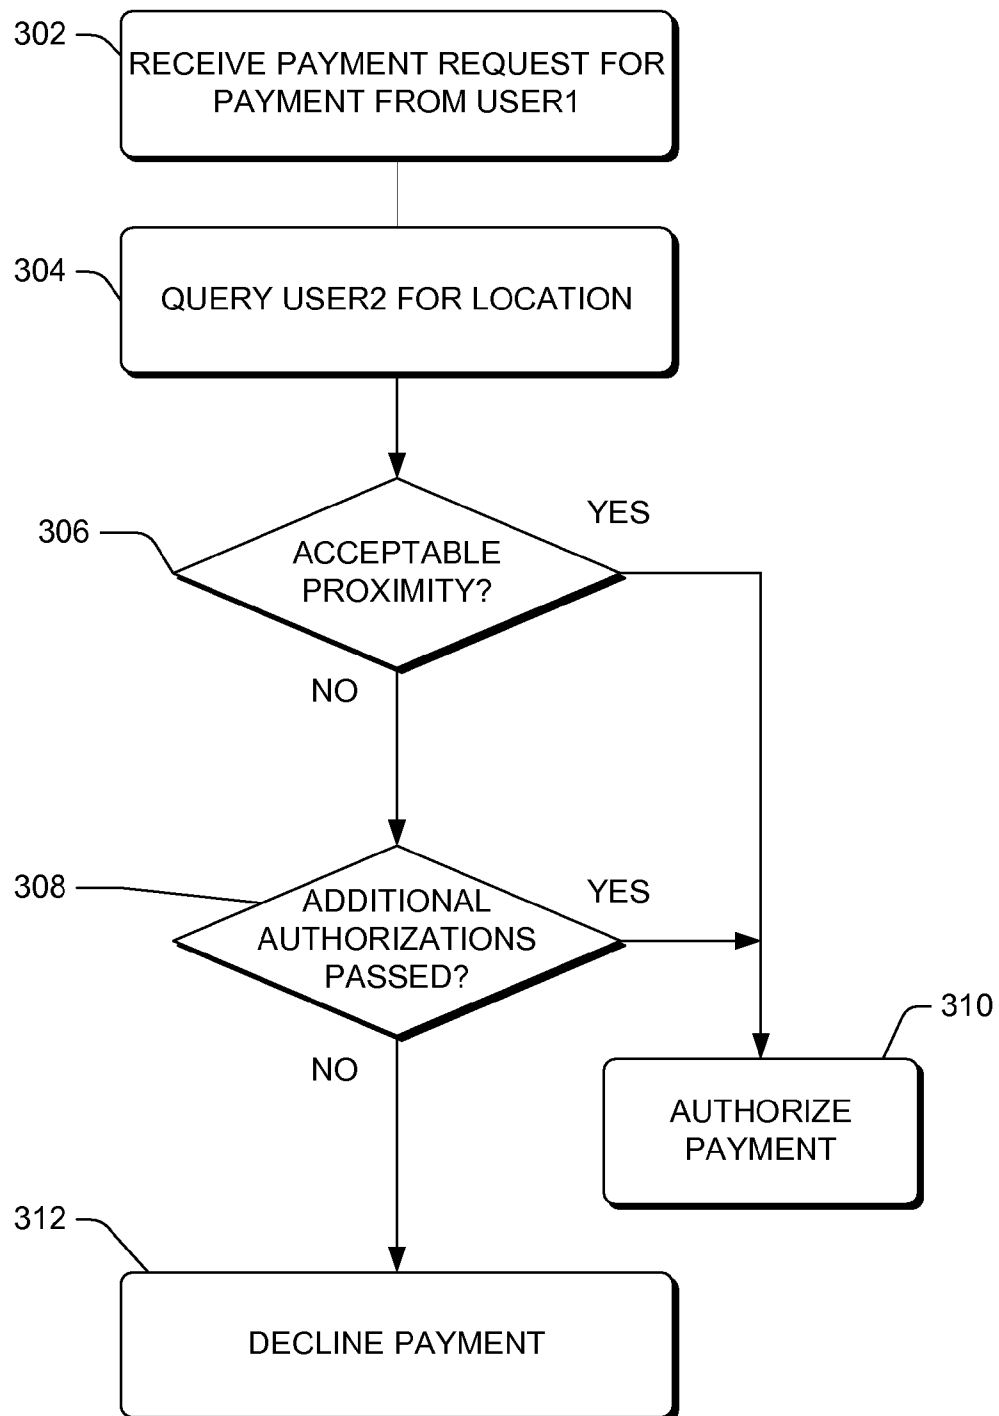 302
RECEIVE PAYMENT REQUEST FOR
PAYMENT FROM USER1
304
QUERY USER2 FOR LOCATION
306
ACCEPTABLE
PROXIMITY?
YES
NO
308
ADDITIONAL
AUTHORIZATIONS
PASSED?
YES
NO
310
AUTHORIZE
PAYMENT
312
DECLINE PAYMENT